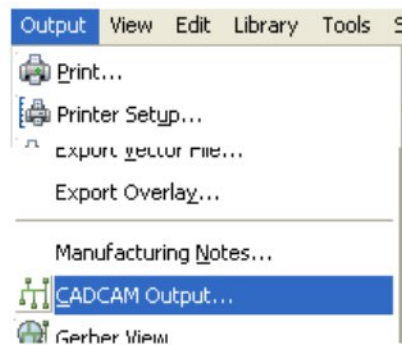 Output View Edit Library Tools S
Print...
Printer Setup...
Export Vector File...
Export Overlay...
Manufacturing Notes...
CADCAM Output...
Gerber View